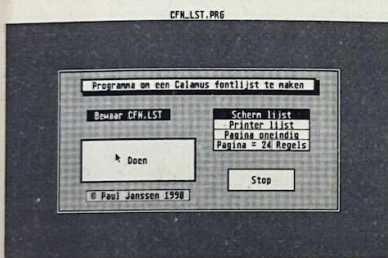 CFN_LST.PRG
Programma om een Calamus fontlijst te maken
Bewaar CFN.LST
Scherm lijst
Printer lijst
Pagina oneindig
Pagina = 24 Regels
Doen
Stop
© Paul Janssen 1990